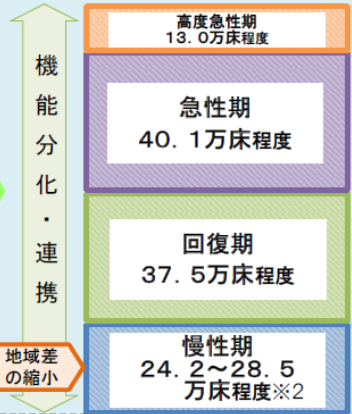 高度急性期
13.0万床程度
機能分化・連携
急性期
40.1万床程度
回復期
37.5万床程度
地域差
の縮小
慢性期
24.2～28.5
万床程度※2